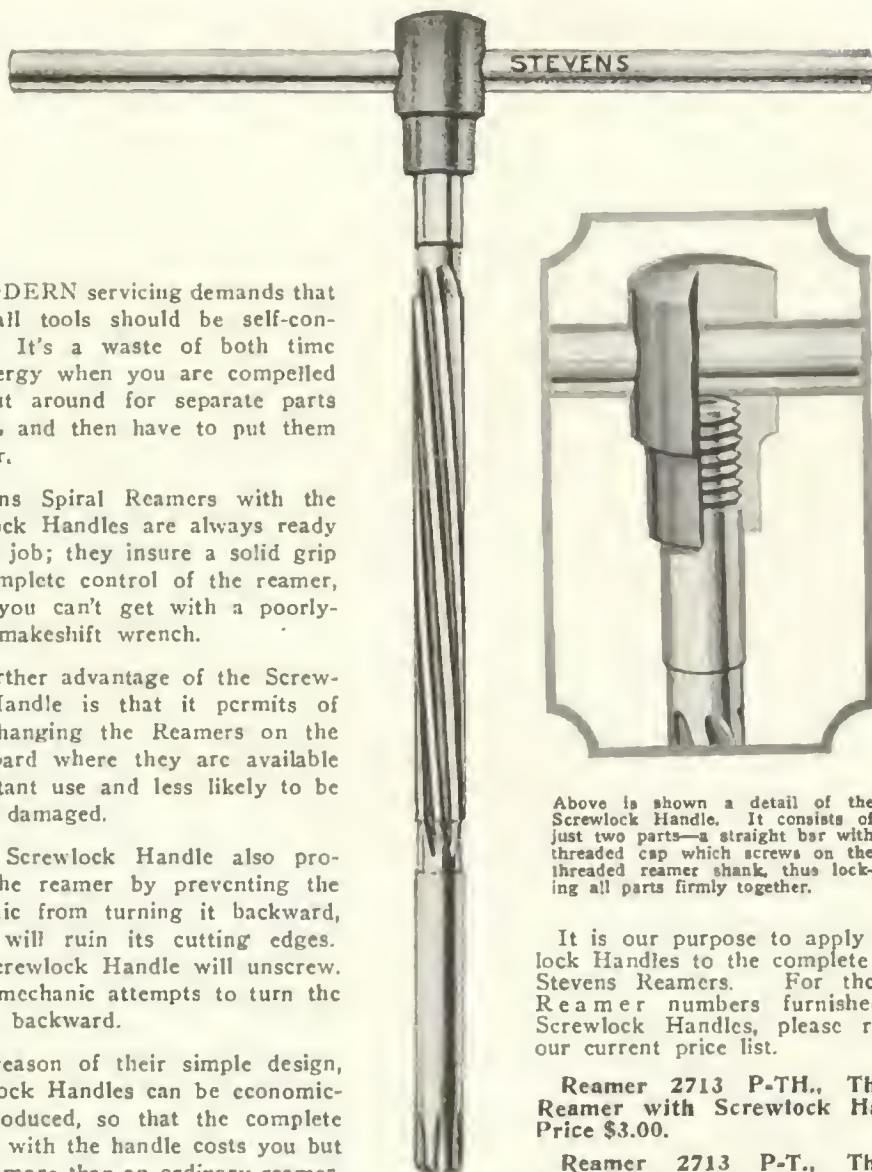 STEVENS
DERN servicing demands that
all tools should be self-con-
It's a waste of both time
ergy when you are compelled
t around for separate parts
, and then have to put them
r.
ns Spiral Reamers with the
ock Handles are always ready
job; they insure a solid grip
mplete control of the reamer,
you can't get with a poorly-
makeshift wrench.
rther advantage of the Screw-
andle is that it permits of
hanging the Reamers on the
oard where they are available
tant use and less likely to be
damaged.
Screwlock Handle also pro-
he reamer by preventing the
ic from turning it backward,
will ruin its cutting edges.
crewlock Handle will unscrew.
mechanic attempts to turn the
backward.
eason of their simple design,
ock Handles can be economic-
oduced, so that the complete
with the handle costs you but
more than an ordinary reamer.
Above is shown a detail of the
Screwlock Handle. It consists of
just two parts—a straight bar with
threaded cap which screws on the
threaded reamer shank, thus lock-
ing all parts firmly together.
It is our purpose to apply
lock Handles to the complete
Stevens Reamers. For the
Reamer numbers furnishe
Screwlock Handles, please r
our current price list.
Reamer 2713 P-TH., Th
Reamer with Screwlock Ha
Price $3.00.
Reamer 2713 P-T., Th